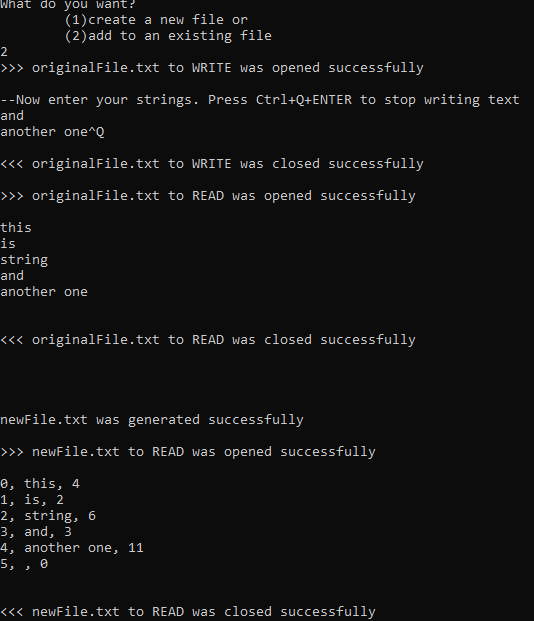 What do you want?
(1)create a new file or
(2)add to an existing file
2
>>> originalFile.txt to WRITE was opened successfully
--Now enter your strings. Press Ctrl+Q+ENTER to stop writing text
and
another one^Q
<<< originalFile.txt to WRITE was closed successfully
>>> originalFile.txt to READ was opened successfully
this
is
string
and
another one
<<< originalFile.txt to READ was closed successfully
newFile.txt was generated successfully
>>> newFile.txt to READ was opened successfully
0, this, 4
1, is, 2
2, string, 6
3, and, 3
4, another one, 11
5, , 0
<<< newFile.txt to READ was closed successfully